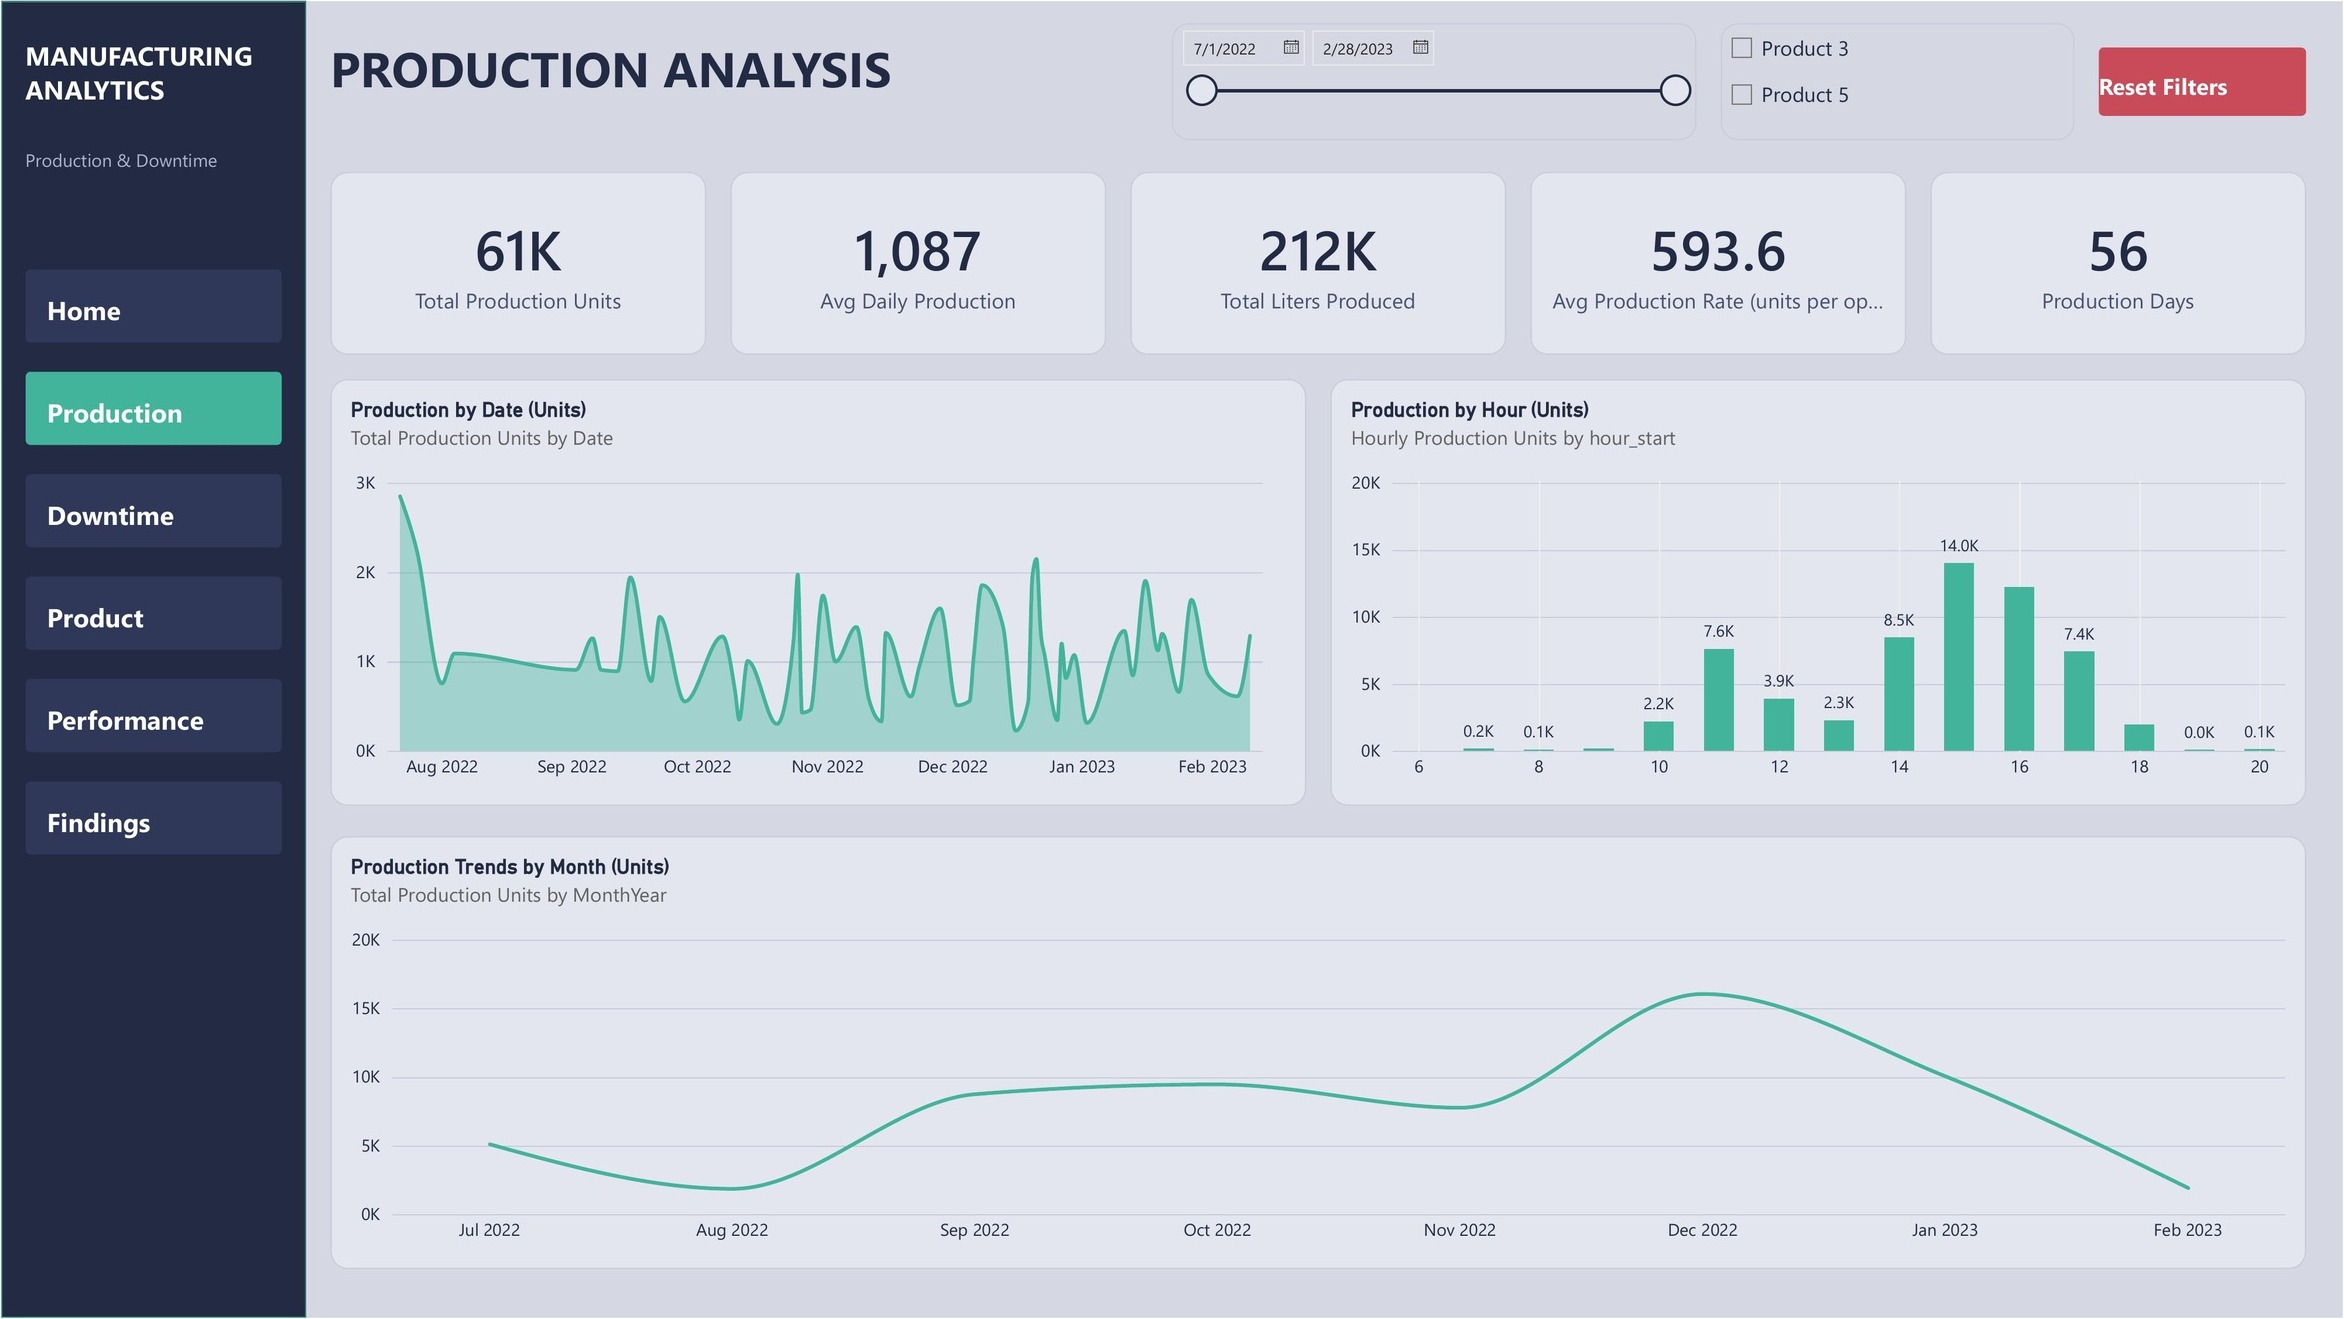 MANUFACTURING
ANALYTICS
Production & Downtime
Home
Production
Downtime
Product
Performance
Findings
PRODUCTION ANALYSIS
7/1/2022
2/28/2023
Product 3
Product 5
Reset Filters
61K
Total Production Units
1,087
Avg Daily Production
212K
Total Liters Produced
593.6
Avg Production Rate (units per op...
56
Production Days
Production by Date (Units)
Total Production Units by Date
3K
2K
1K
0K
Aug 2022 Sep 2022 Oct 2022 Nov 2022 Dec 2022 Jan 2023 Feb 2023
Production by Hour (Units)
Hourly Production Units by hour_start
20K
15K
10K
5K
0K
0.2K 0.1K 2.2K 7.6K 3.9K 2.3K 8.5K 14.0K 7.4K 0.0K 0.1K
6 8 10 12 14 16 18 20
Production Trends by Month (Units)
Total Production Units by MonthYear
20K
15K
10K
5K
0K
Jul 2022 Aug 2022 Sep 2022 Oct 2022 Nov 2022 Dec 2022 Jan 2023 Feb 2023